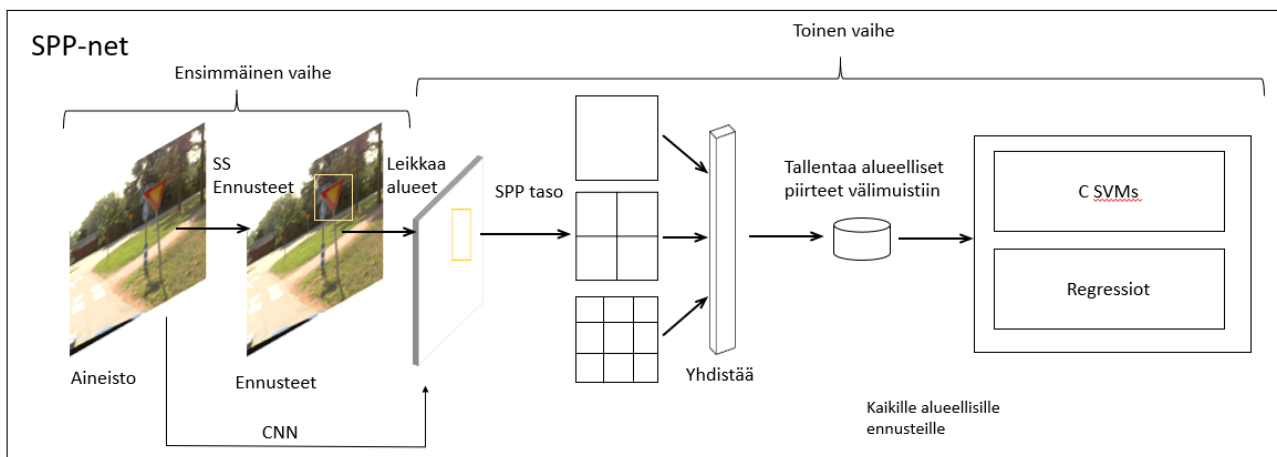 SPP-net
Ensimmäinen vaihe
Toinen vaihe
SS
Ennusteet
Leikkaa
alueet
SPP taso
Tallentaa alueelliset
piirteet välimuistiin
C SVMs
Regressiot
Aineisto
Ennusteet
CNN
Yhdistää
Kaikille alueellisille
ennusteille